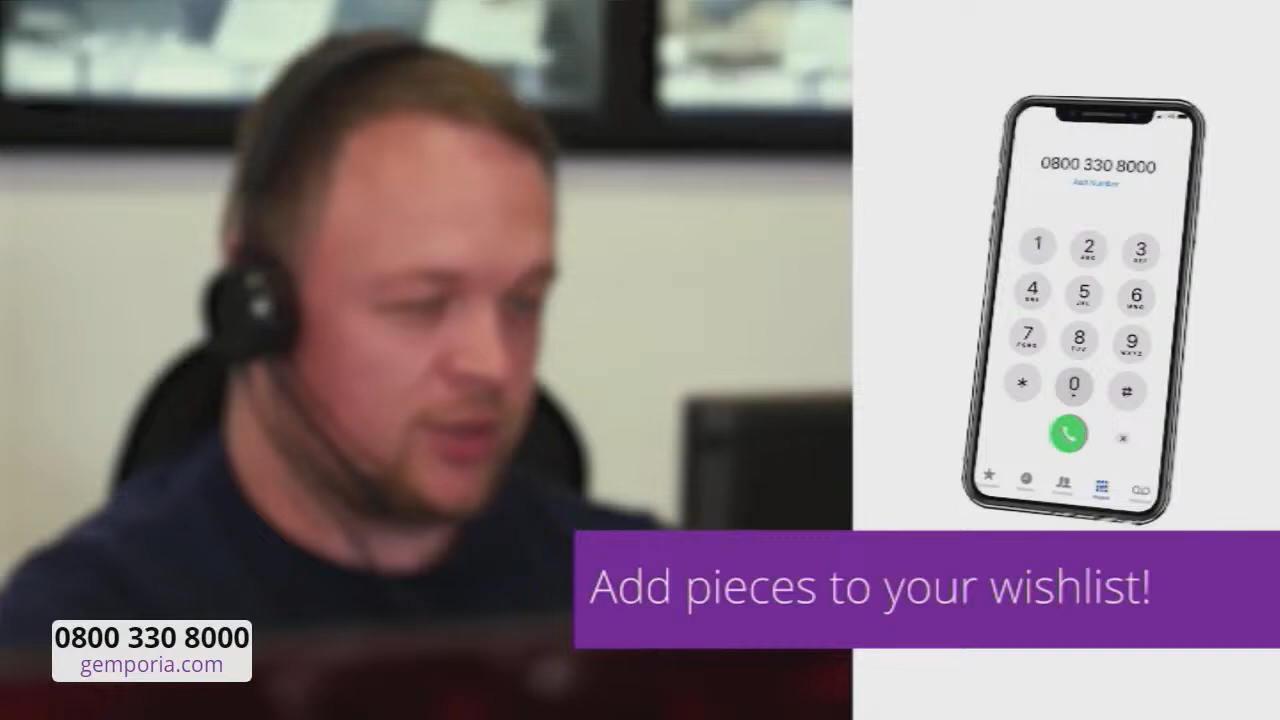 0800 330 8000
Add Number
1
2
ABC
3
DEF
4
GHI
5
JKL
6
MNO
7
PQRS
8
TUV
9
WXYZ
*
0
+
#
Add pieces to your wishlist!
0800 330 8000
gemporia.com